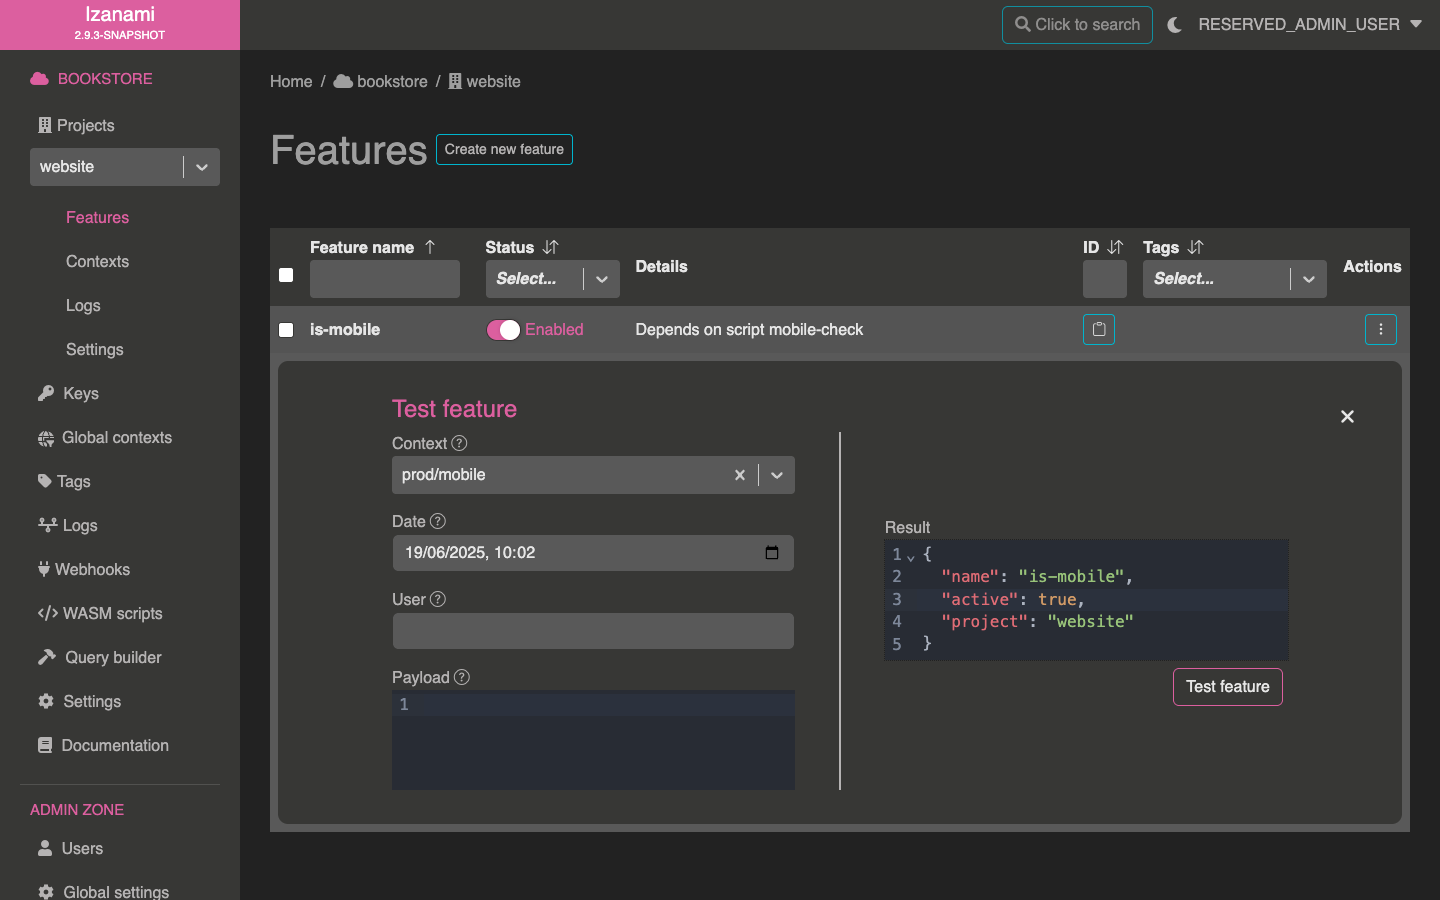 Izanami
2.9.3-SNAPSHOT
Click to search
RESERVED_ADMIN_USER
BOOKSTORE
Projects
website
Features
Contexts
Logs
Settings
Keys
Global contexts
Tags
Logs
Webhooks
WASM scripts
Query builder
Settings
Documentation
ADMIN ZONE
Users
Global settings
Home / bookstore / website
Features
Create new feature
Feature name
Status
Select...
Details
ID
Tags
Select...
Actions
is-mobile
Enabled
Depends on script mobile-check
Test feature
Context
prod/mobile
Date
19/06/2025, 10:02
User
Payload
1
Result
1 {
2 "name": "is-mobile",
3 "active": true,
4 "project": "website"
5 }
Test feature